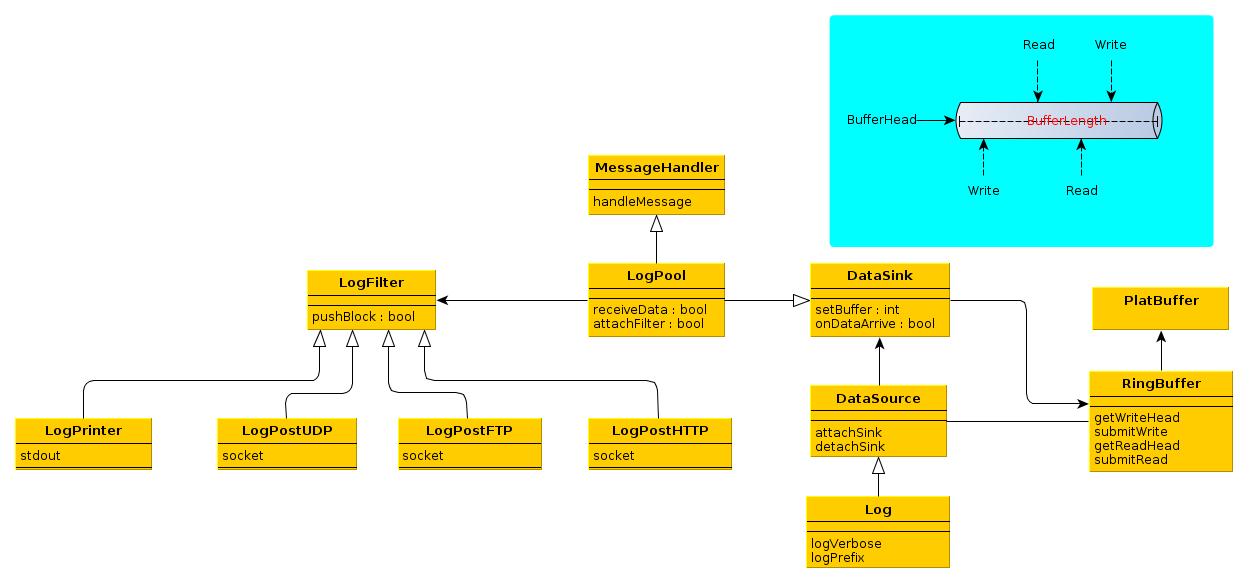 Read
Write
BufferHead
BufferLength
Write
Read
MessageHandler
handleMessage
LogFilter
pushBlock : bool
LogPool
receiveData : bool
attachFilter : bool
DataSink
setBuffer : int
onDataArrive : bool
PlatBuffer
RingBuffer
getWriteHead
submitWrite
getReadHead
submitRead
DataSource
attachSink
detachSink
LogPrinter
stdout
LogPostUDP
socket
LogPostFTP
socket
LogPostHTTP
socket
Log
logVerbose
logPrefix